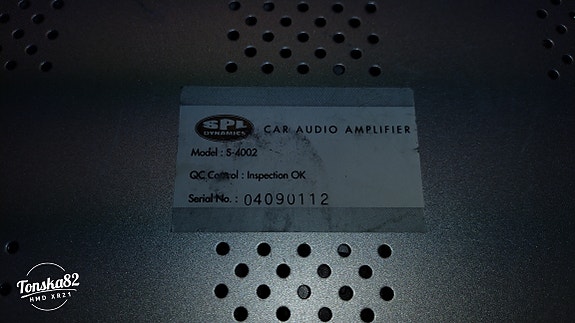 SPL
DYNAMICS
CAR AUDIO AMPLIFIER
Model : S-4002
QC Control : Inspection OK
Serial No. : 04090112
Tonska82
HMD XR21